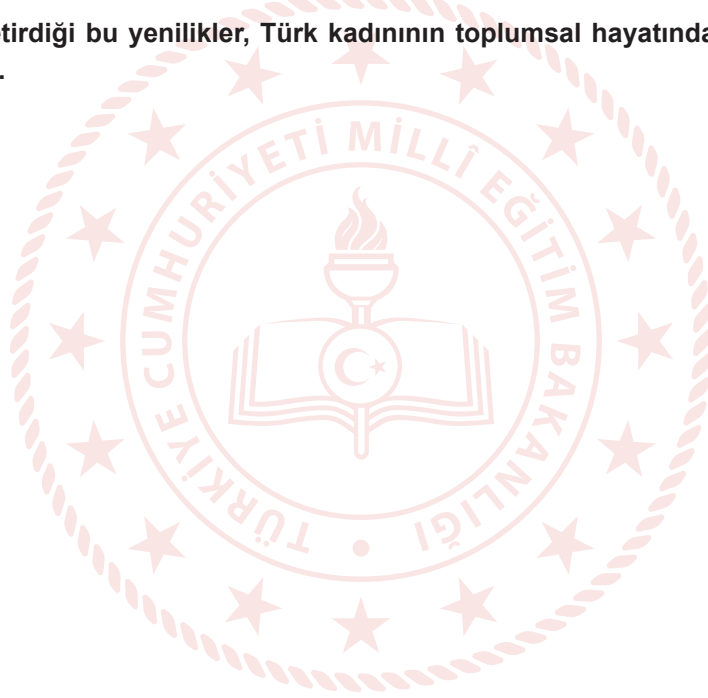 etirdiği bu yenilikler, Türk kadınının toplumsal hayatında
.
TÜRKİYE CUMHURİYETİ MİLLÎ EĞİTİM BAKANLIĞI